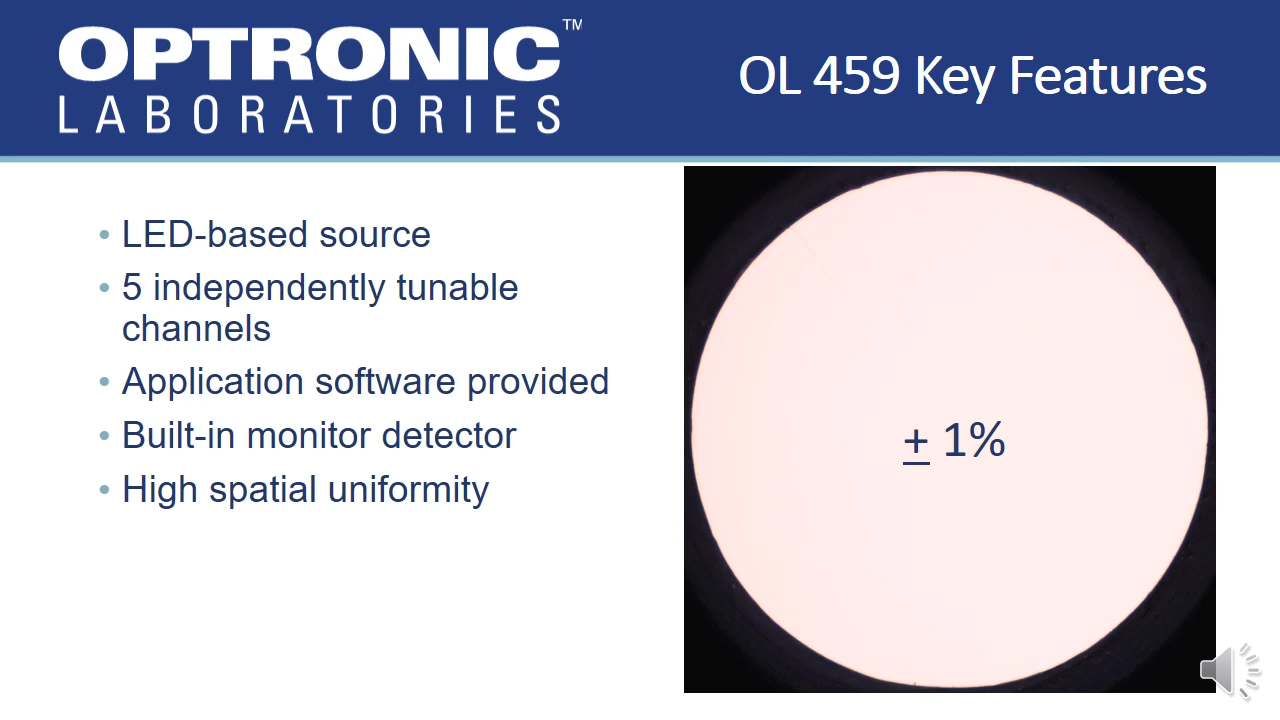 OPTRONIC™
LABORATORIES
OL 459 Key Features
• LED-based source
• 5 independently tunable
channels
• Application software provided
• Built-in monitor detector
• High spatial uniformity
± 1%